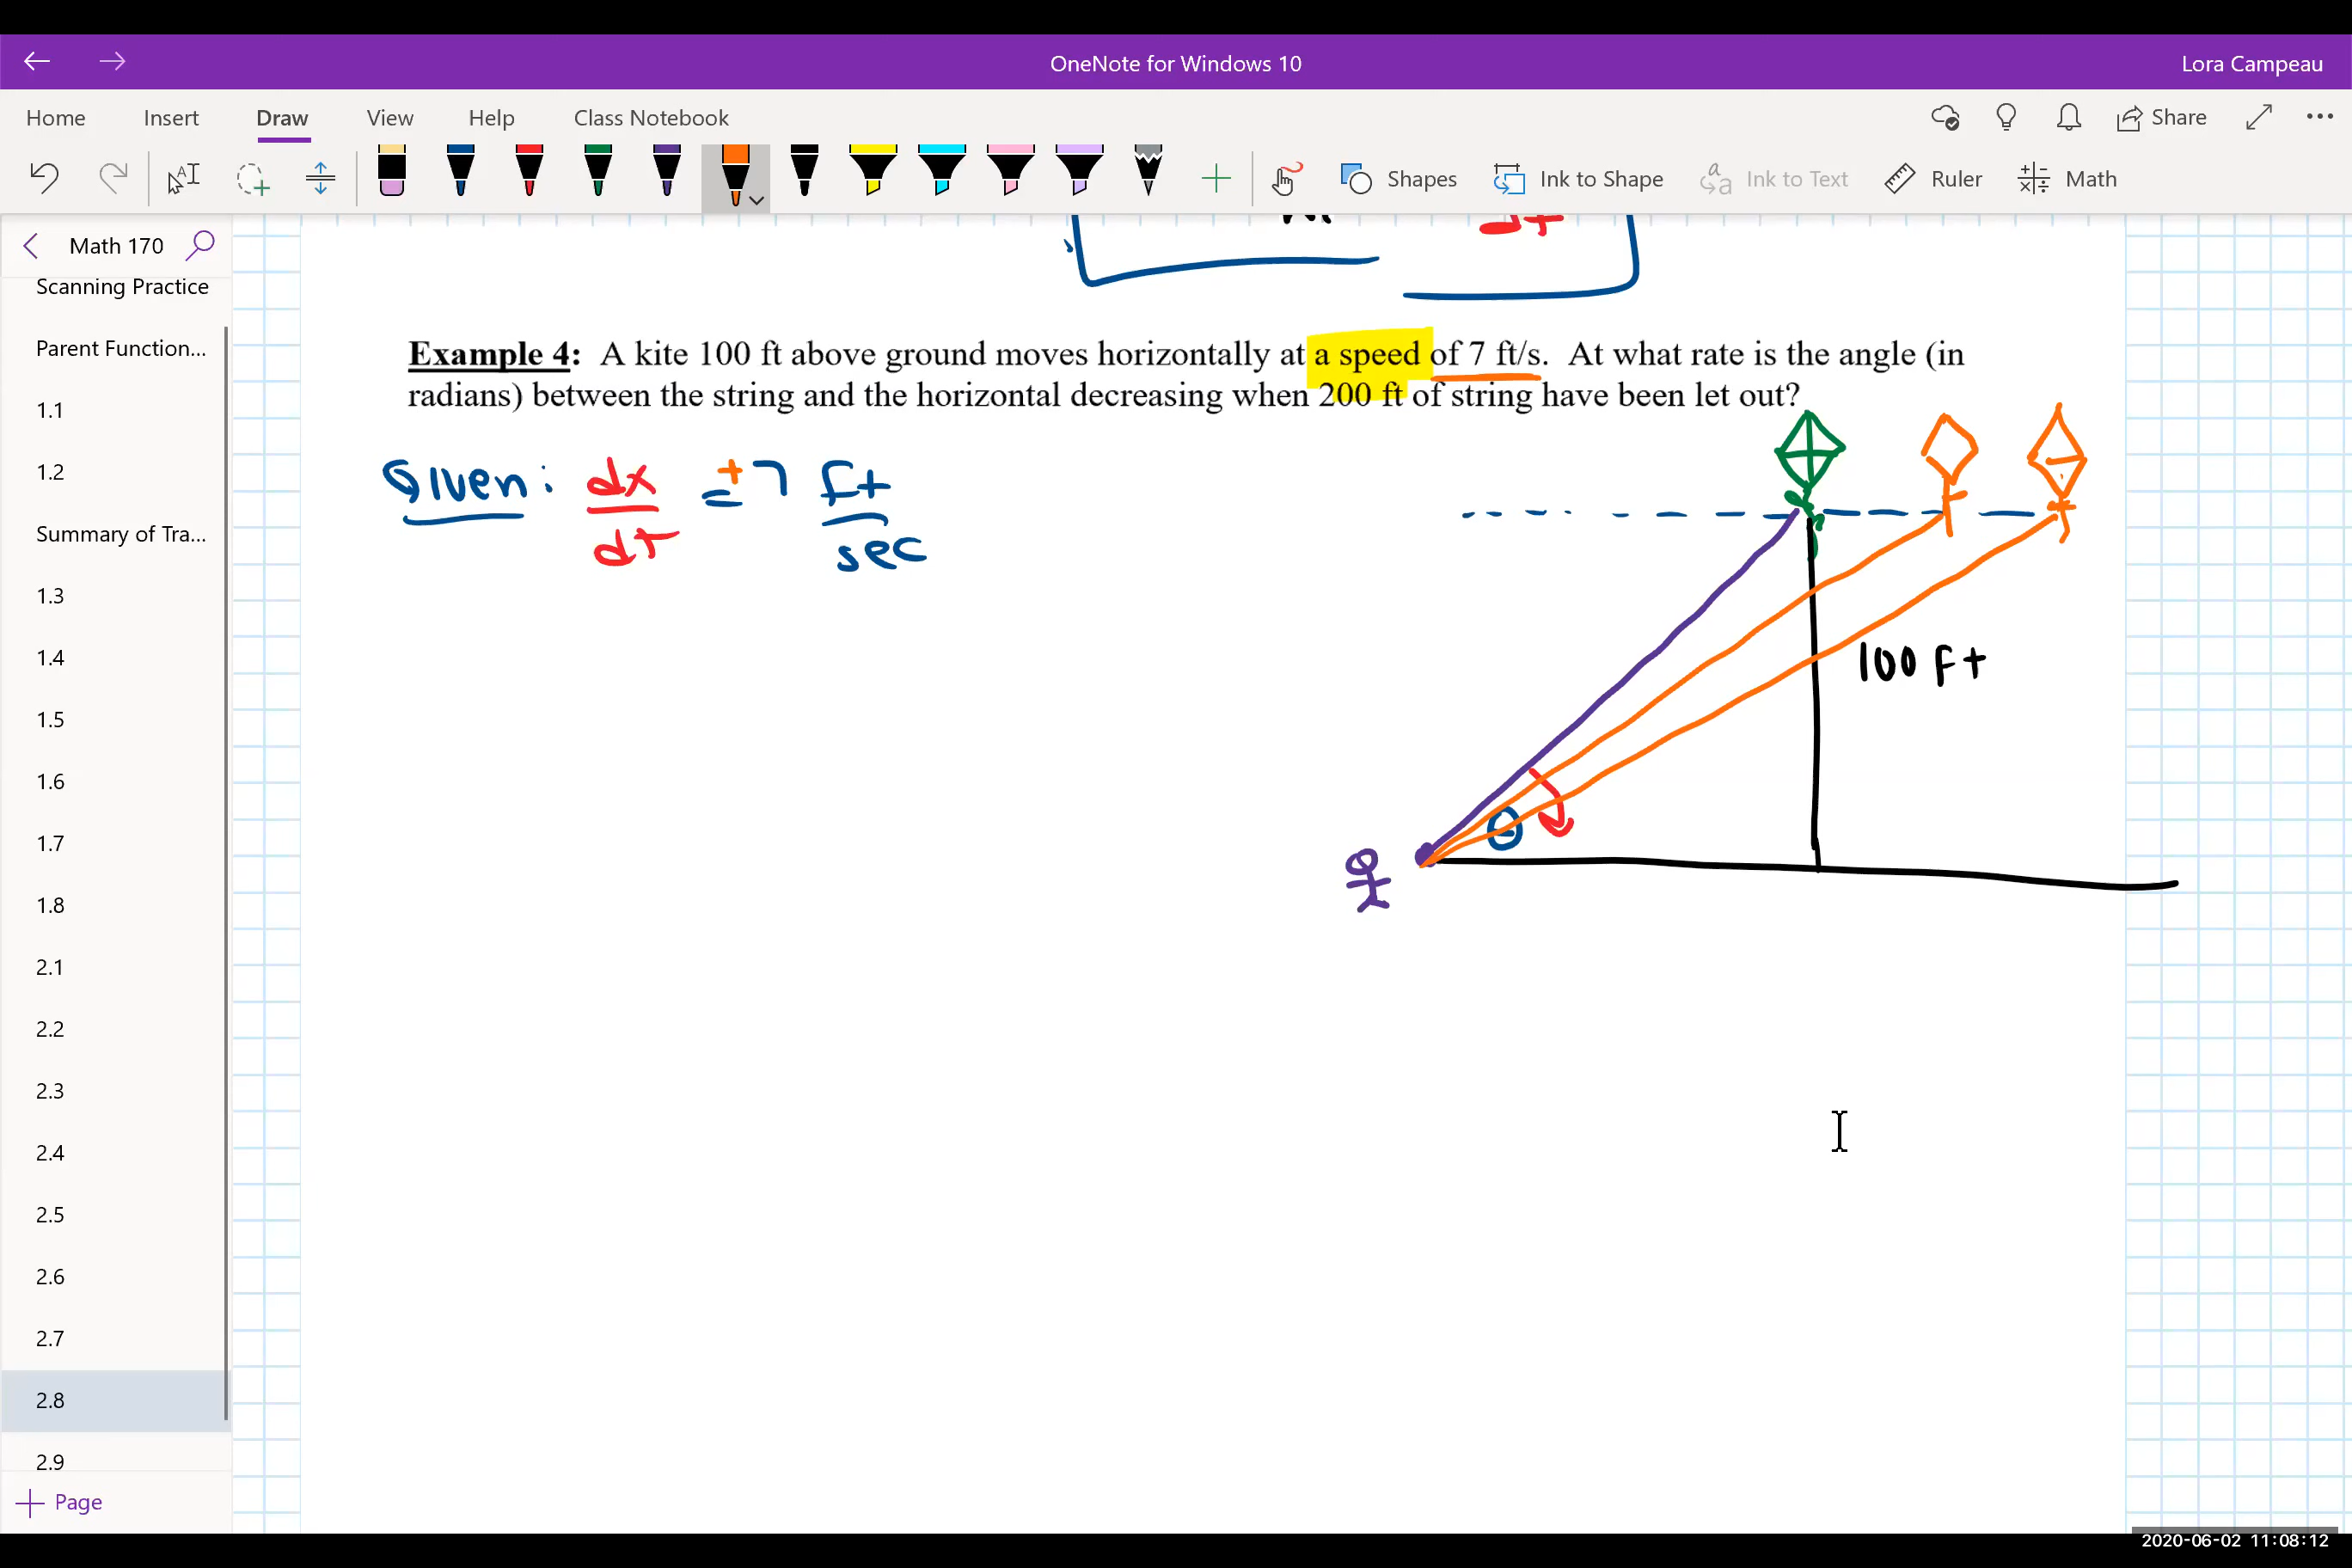 OneNote for Windows 10
Lora Campeau
Home Insert Draw View Help Class Notebook
Share
Shapes Ink to Shape Ink to Text Ruler Math
Math 170
Scanning Practice
Parent Function...
1.1
1.2
Summary of Tra...
1.3
1.4
1.5
1.6
1.7
1.8
2.1
2.2
2.3
2.4
2.5
2.6
2.7
2.8
2.9
Page
Example 4: A kite 100 ft above ground moves horizontally at a speed of 7 ft/s. At what rate is the angle (in
radians) between the string and the horizontal decreasing when 200 ft of string have been let out?
Given: dx/dt = +7 ft/sec
100 ft
θ
2020-06-02 11:08:12